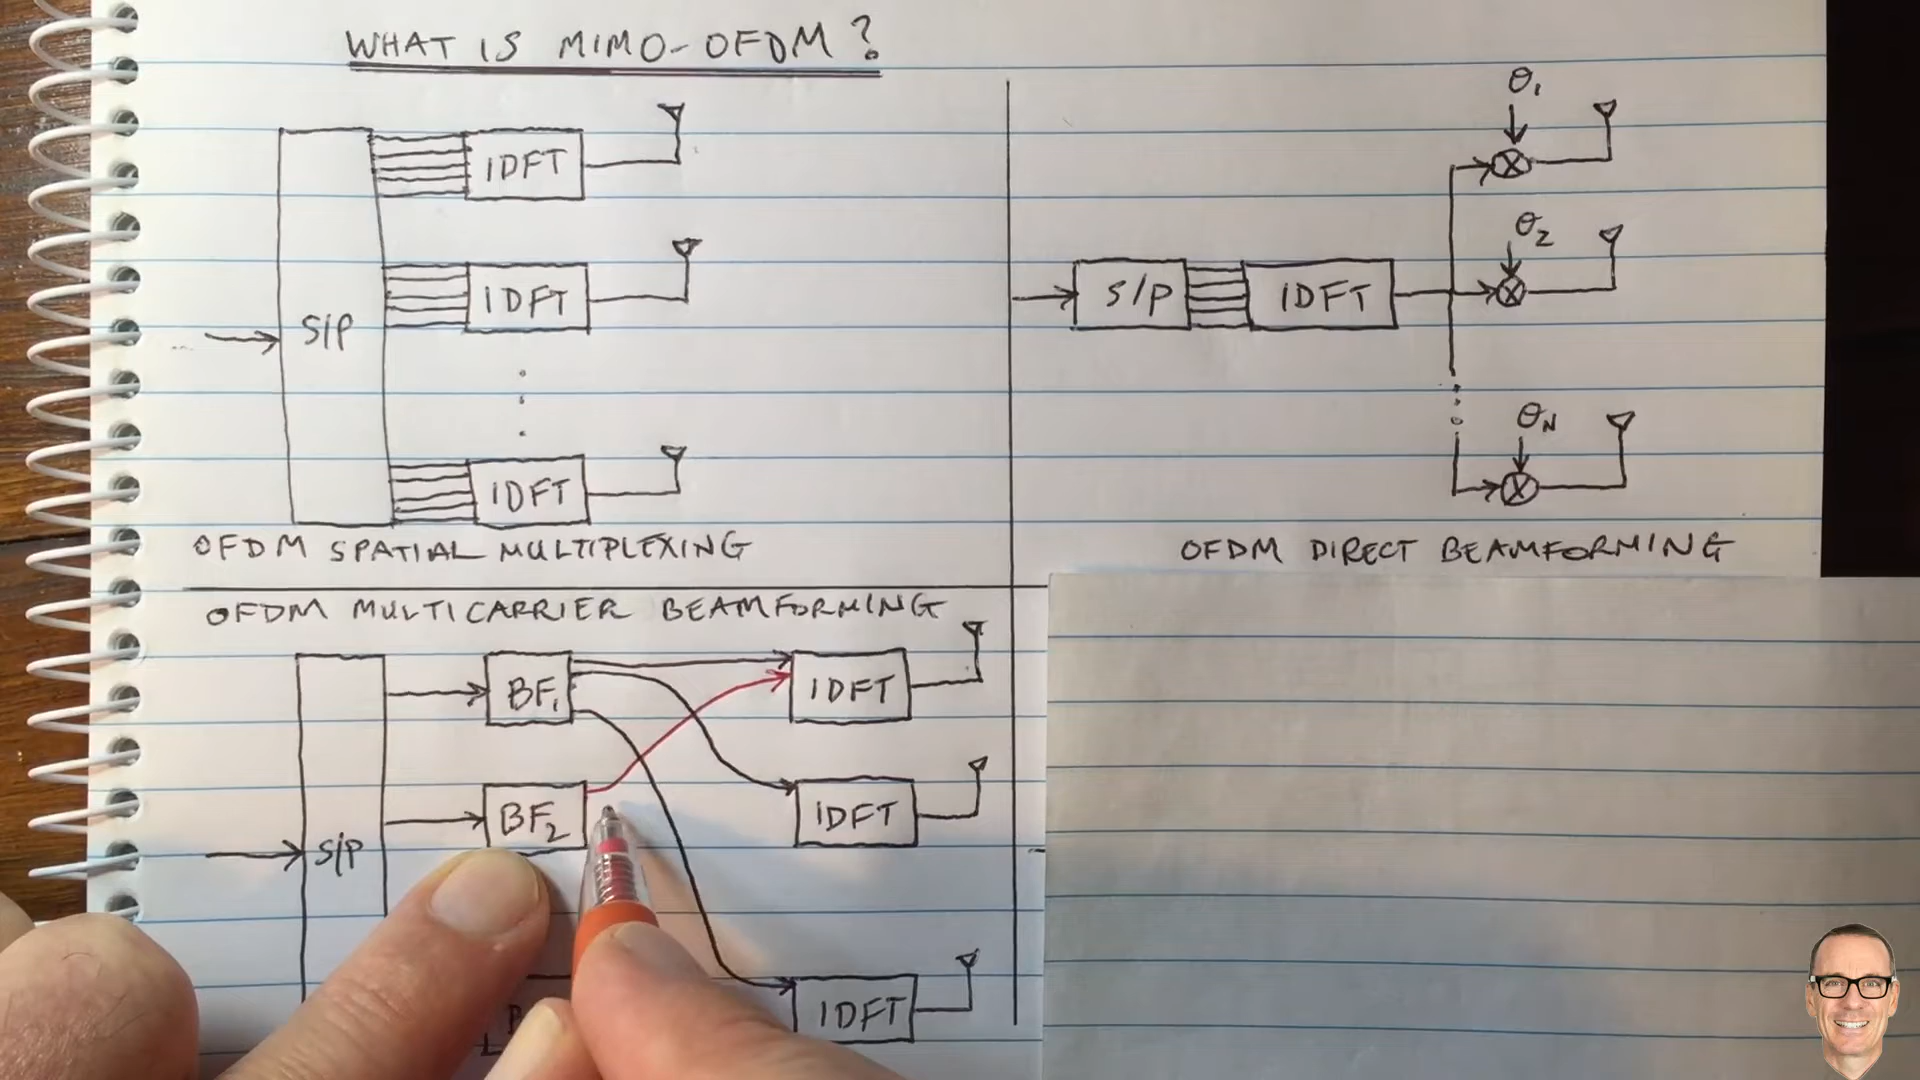 WHAT IS MIMO-OFDM?
IDFT
IDFT
S/P
IDFT
OFDM SPATIAL MULTIPLEXING
θ1
θ2
S/P IDFT
θN
OFDM DIRECT BEAMFORMING
OFDM MULTICARRIER BEAMFORMING
BF1 IDFT
BF2 IDFT
S/P
IDFT